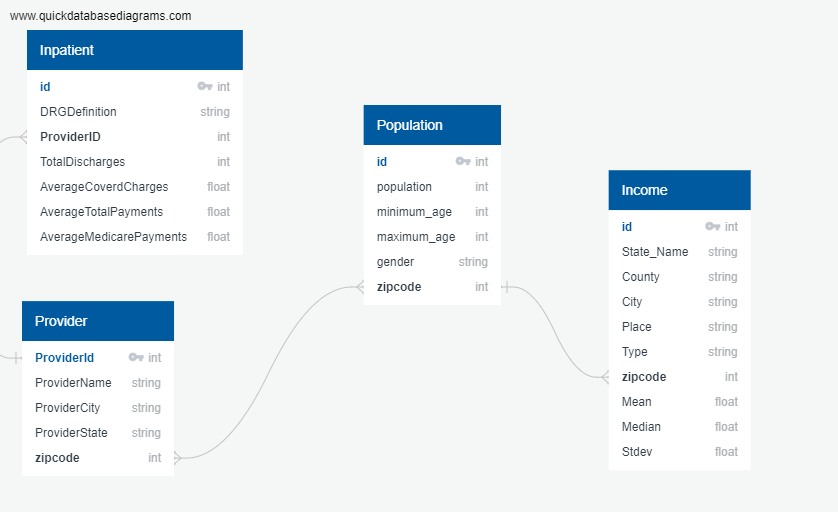 www.quickdatabasediagrams.com
Inpatient
id int
DRGDefinition string
ProviderID int
TotalDischarges int
AverageCoverdCharges float
AverageTotalPayments float
AverageMedicarePayments float
Provider
ProviderId int
ProviderName string
ProviderCity string
ProviderState string
zipcode int
Population
id int
population int
minimum_age int
maximum_age int
gender string
zipcode int
Income
id int
State_Name string
County string
City string
Place string
Type string
zipcode int
Mean float
Median float
Stdev float